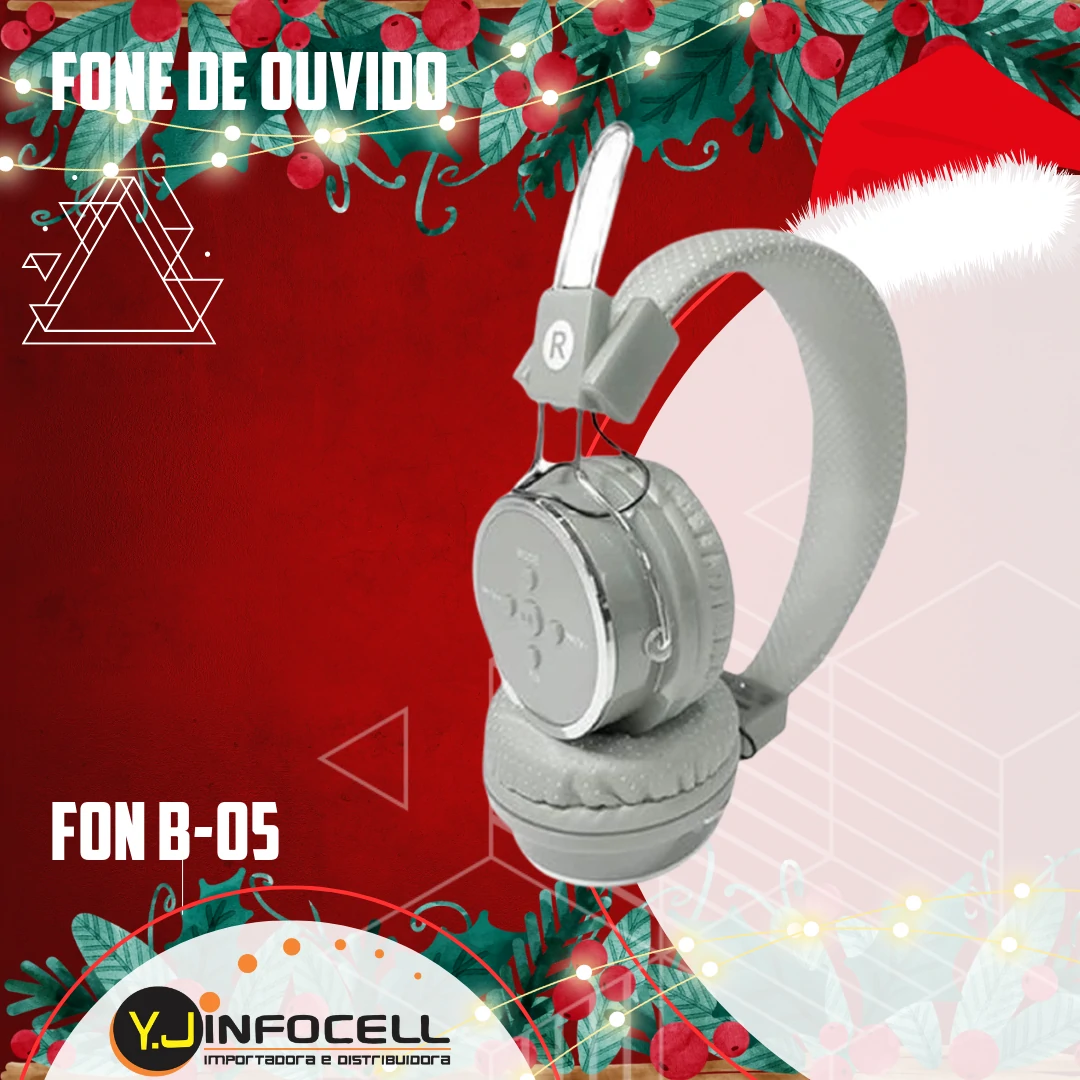 FONE DE OUVIDO
R
FON B-05
Y.J INFOCELL
IMPORTADORA E DISTRIBUIDORA